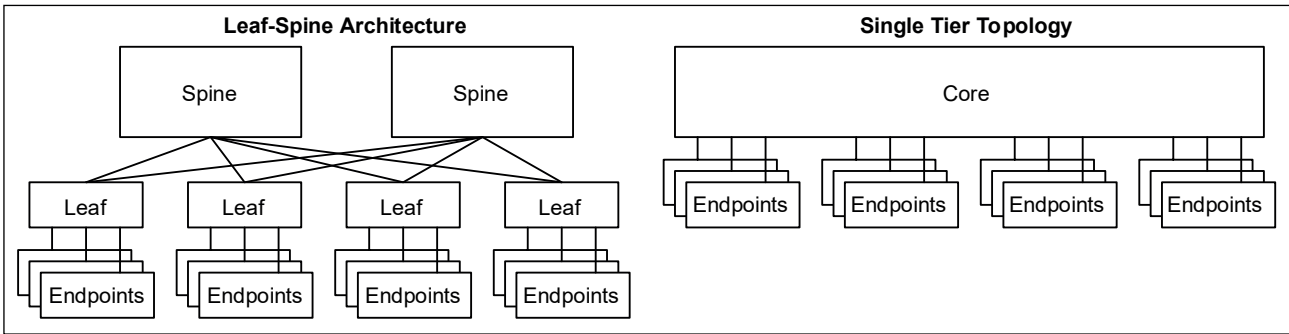 Leaf-Spine Architecture
Spine
Spine
Leaf
Leaf
Leaf
Leaf
Endpoints
Endpoints
Endpoints
Endpoints
Single Tier Topology
Core
Endpoints
Endpoints
Endpoints
Endpoints